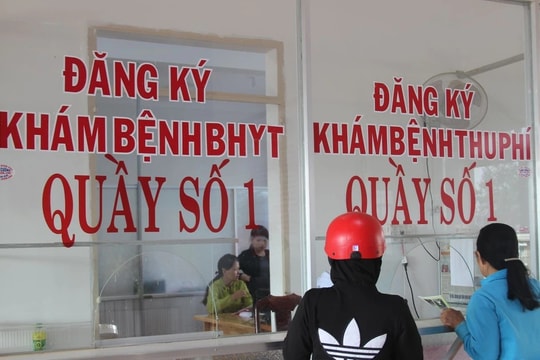 ĐĂNG KÝ
KHÁM BỆNH BHYT
QUẦY SỐ 1
ĐĂNG KÝ
KHÁM BỆNH THU PHÍ
QUẦY SỐ 1